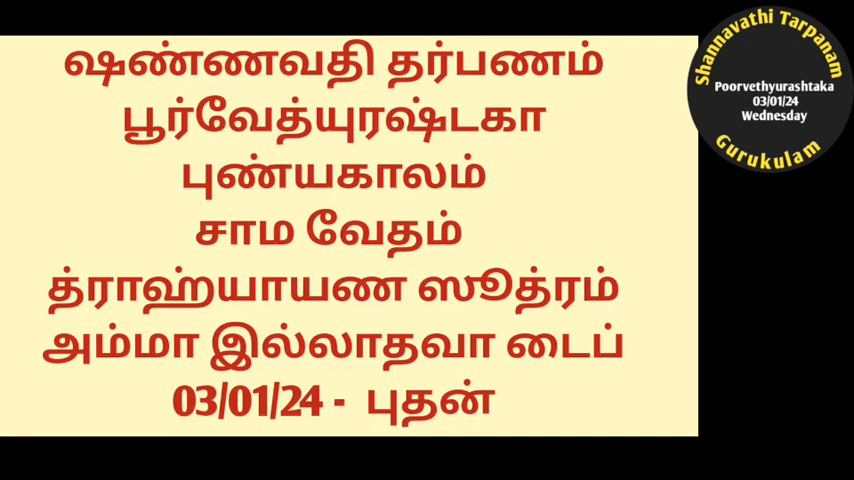 ஷண்ணவதி தர்பணம்
பூர்வேத்யுரஷ்டகா
புண்யகாலம்
சாம வேதம்
த்ராஹ்யாயண ஸூத்ரம்
அம்மா இல்லாதவா டைப்
03/01/24 - புதன்
Shannavathi Tarpanam
Poorvethyurashtaka
03/01/24
Wednesday
Gurukulam